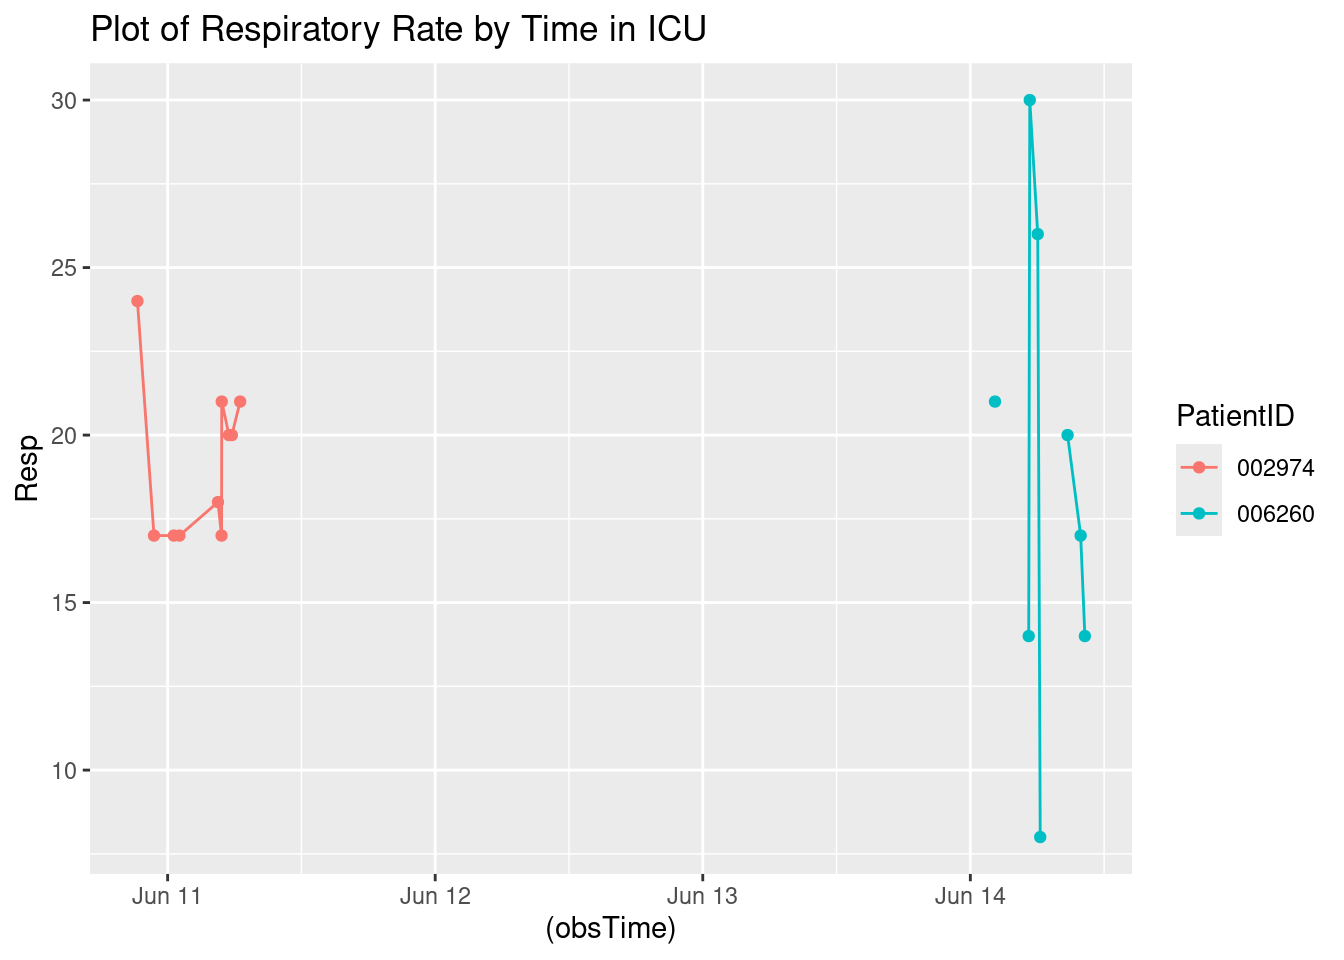 Plot of Respiratory Rate by Time in ICU
30
25
20
15
10
Resp
Jun 11
Jun 12
Jun 13
Jun 14
(obsTime)
PatientID
002974
006260